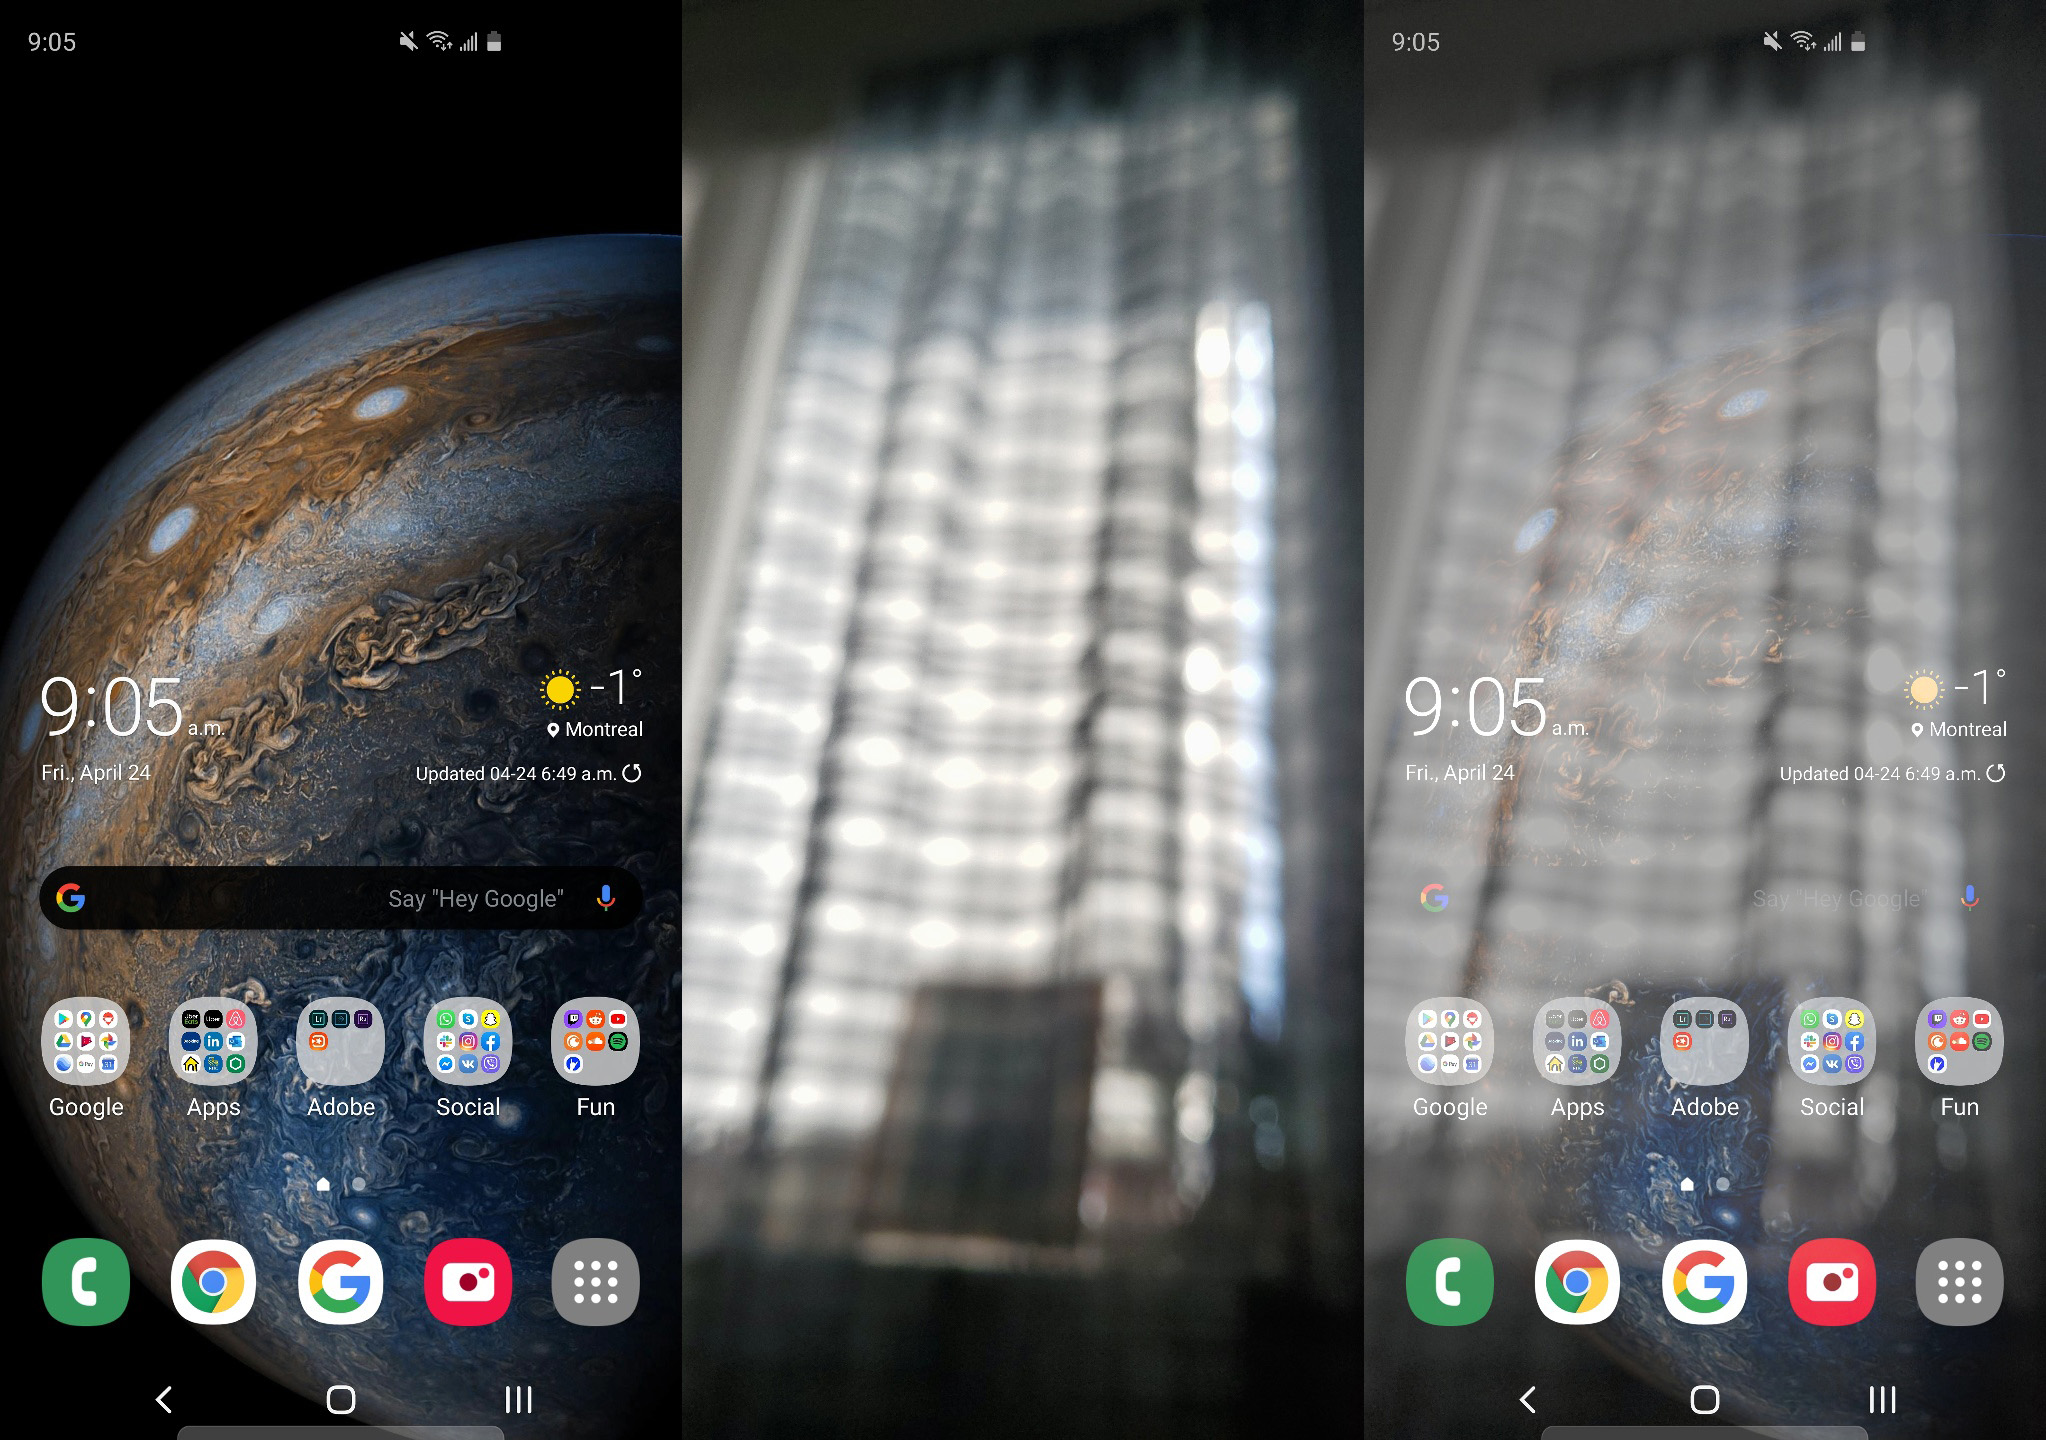 9:05
9:05
a.m.
-1°
Montreal
Fri., April 24
Updated 04-24 6:49 a.m.
Say "Hey Google"
Google
Apps
Adobe
Social
Fun
9:05
9:05
a.m.
-1°
Montreal
Fri., April 24
Updated 04-24 6:49 a.m.
Say "Hey Google"
Google
Apps
Adobe
Social
Fun